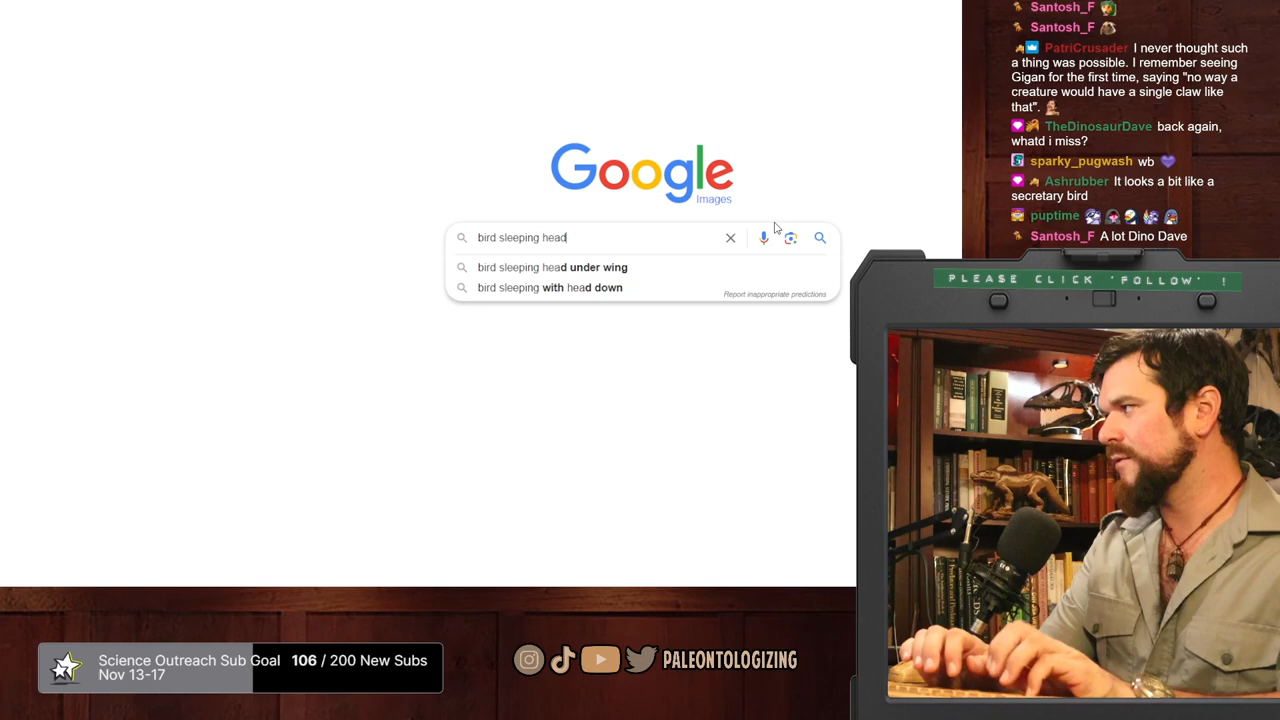 Google
Images
bird sleeping head
bird sleeping head under wing
bird sleeping with head down
Report inappropriate predictions
Santosh_F
Santosh_F
PatriCrusader I never thought such
a thing was possible. I remember seeing
Gigan for the first time, saying "no way a
creature would have a single claw like
that".
TheDinosaurDave back again,
whatd i miss?
sparky_pugwash wb
Ashrubber It looks a bit like a
secretary bird
puptime
Santosh_F A lot Dino Dave
PLEASE CLICK 'FOLLOW' !
Science Outreach Sub Goal 106 / 200 New Subs
Nov 13-17
PALEONTOLOGIZING